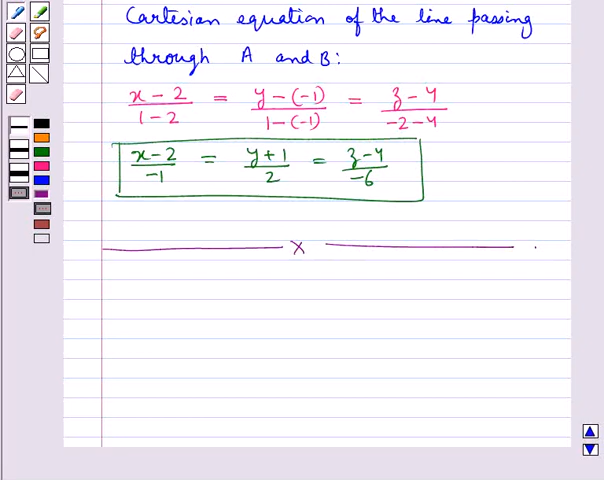 Cartesian equation of the line passing
through A and B:
x - 2 / 1 - 2 = y - (-1) / 1 - (-1) = z - 4 / -2 - 4
x - 2 / -1 = y + 1 / 2 = z - 4 / -6
x